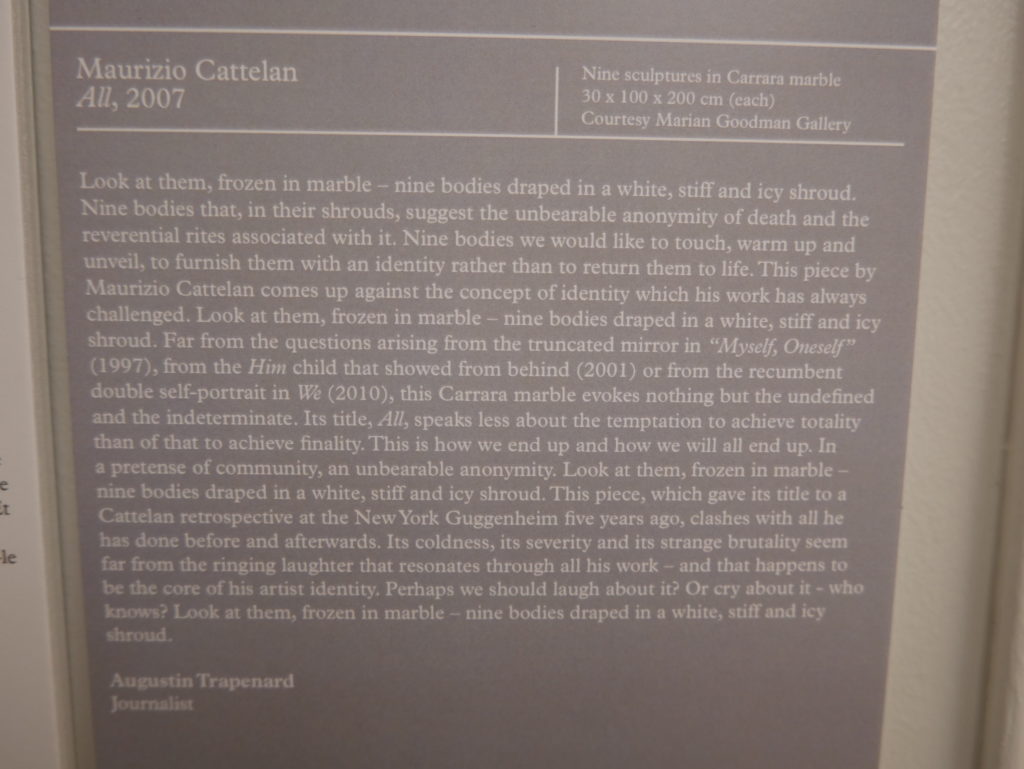 Maurizio Cattelan
All, 2007
Nine sculptures in Carrara marble
30 x 100 x 200 cm (each)
Courtesy Marian Goodman Gallery
Look at them, frozen in marble – nine bodies draped in a white, stiff and icy shroud.
Nine bodies that, in their shrouds, suggest the unbearable anonymity of death and the
reverential rites associated with it. Nine bodies we would like to touch, warm up and
unveil, to furnish them with an identity rather than to return them to life. This piece by
Maurizio Cattelan comes up against the concept of identity which his work has always
challenged. Look at them, frozen in marble – nine bodies draped in a white, stiff and icy
shroud. Far from the questions arising from the truncated mirror in “Myself, Oneself”
(1997), from the Him child that showed from behind (2001) or from the recumbent
double self-portrait in We (2010), this Carrara marble evokes nothing but the undefined
and the indeterminate. Its title, All, speaks less about the temptation to achieve totality
than of that to achieve finality. This is how we end up and how we will all end up. In
a pretense of community, an unbearable anonymity. Look at them, frozen in marble –
nine bodies draped in a white, stiff and icy shroud. This piece, which gave its title to a
Cattelan retrospective at the New York Guggenheim five years ago, clashes with all he
has done before and afterwards. Its coldness, its severity and its strange brutality seem
far from the ringing laughter that resonates through all his work – and that happens to
be the core of his artist identity. Perhaps we should laugh about it? Or cry about it - who
knows? Look at them, frozen in marble – nine bodies draped in a white, stiff and icy
shroud.
Augustin Trapenard
Journalist